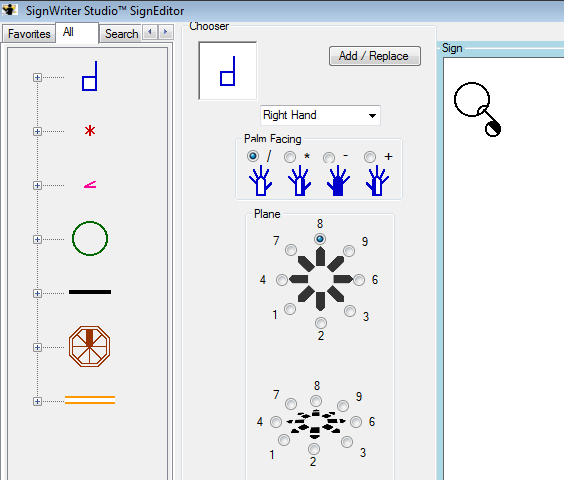 SignWriter Studio™ SignEditor
Favorites All Search
Chooser
Add / Replace
Right Hand
Palm Facing
/ * - +
Plane
8
7 9
4 6
1 3
2
8
7 9
4 6
1 3
2
Sign